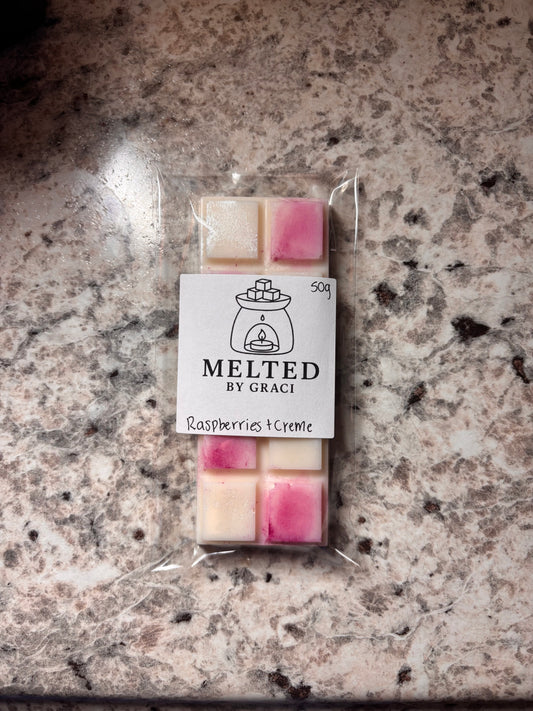 50g
MELTED
BY GRACI
Raspberries + Creme